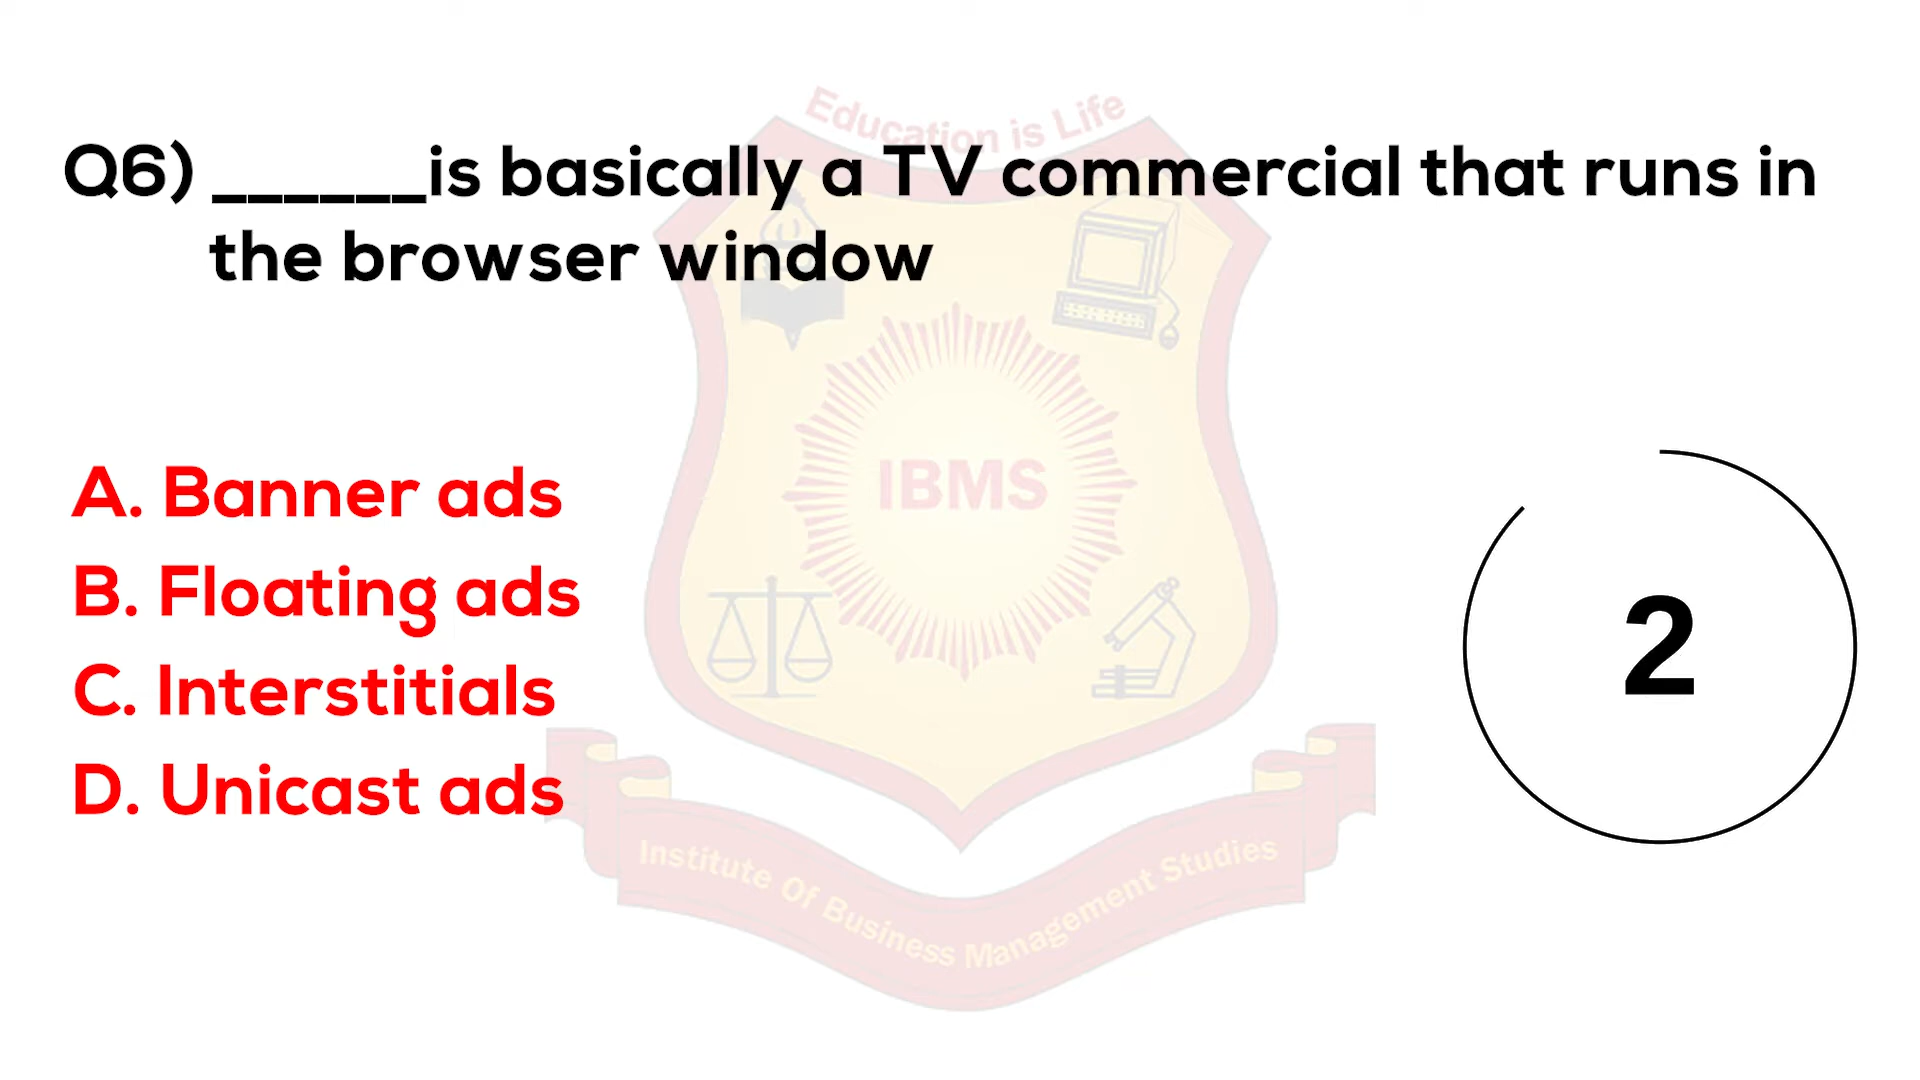 Education is Life
Q6) ______is basically a TV commercial that runs in
the browser window
IBMS
A. Banner ads
B. Floating ads
C. Interstitials
D. Unicast ads
2
Institute Of Business Management Studies